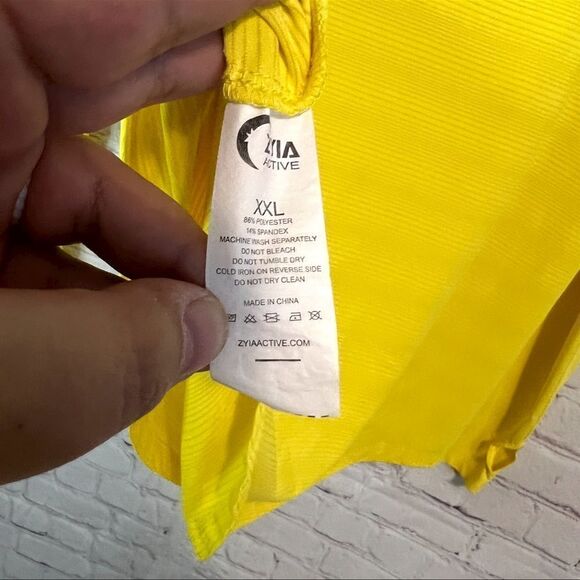 ZYIA
ACTIVE
XXL
86% POLYESTER
14% SPANDEX
MACHINE WASH SEPARATELY
DO NOT BLEACH
DO NOT TUMBLE DRY
COLD IRON ON REVERSE SIDE
DO NOT DRY CLEAN
MADE IN CHINA
ZYIAACTIVE.COM